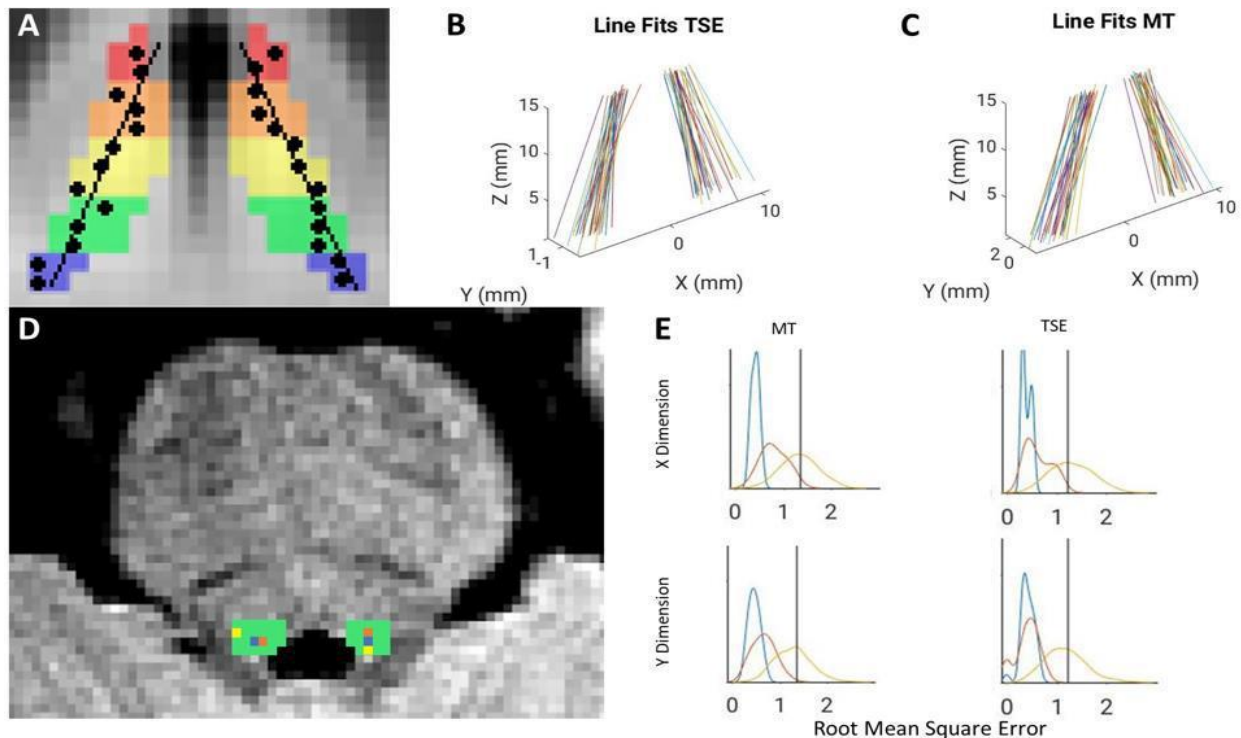 A
B
Line Fits TSE
15
10
5
1
-1
0
10
Z (mm)
Y (mm)
X (mm)
C
Line Fits MT
15
10
5
2
0
0
10
Z (mm)
Y (mm)
X (mm)
D
E
MT
TSE
X Dimension
0 1 2
0 1 2
Y Dimension
0 1 2
0 1 2
Root Mean Square Error